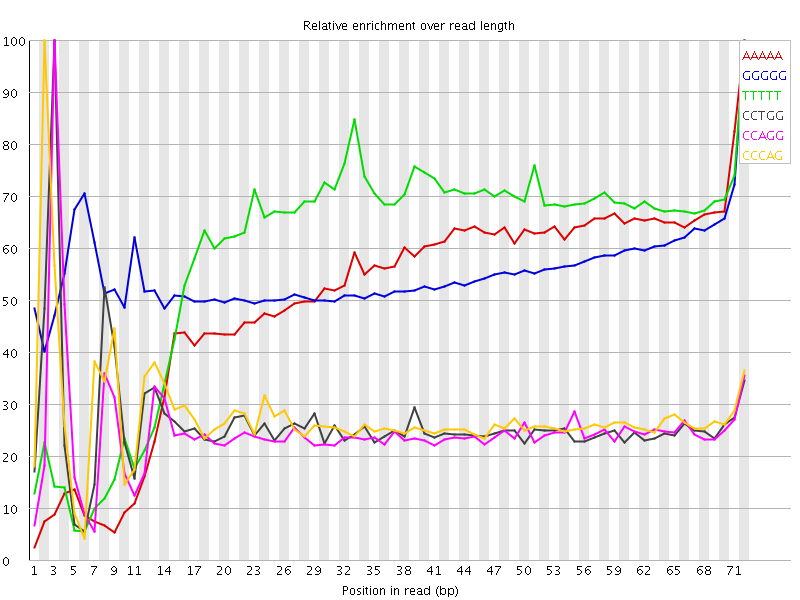 Relative enrichment over read length
100
90
80
70
60
50
40
30
20
10
0
AAAAA
GGGGG
TTTTT
CCTGG
CCAGG
CCCAG
1 3 5 7 9 11 14 17 20 23 26 29 32 35 38 41 44 47 50 53 56 59 62 65 68 71
Position in read (bp)